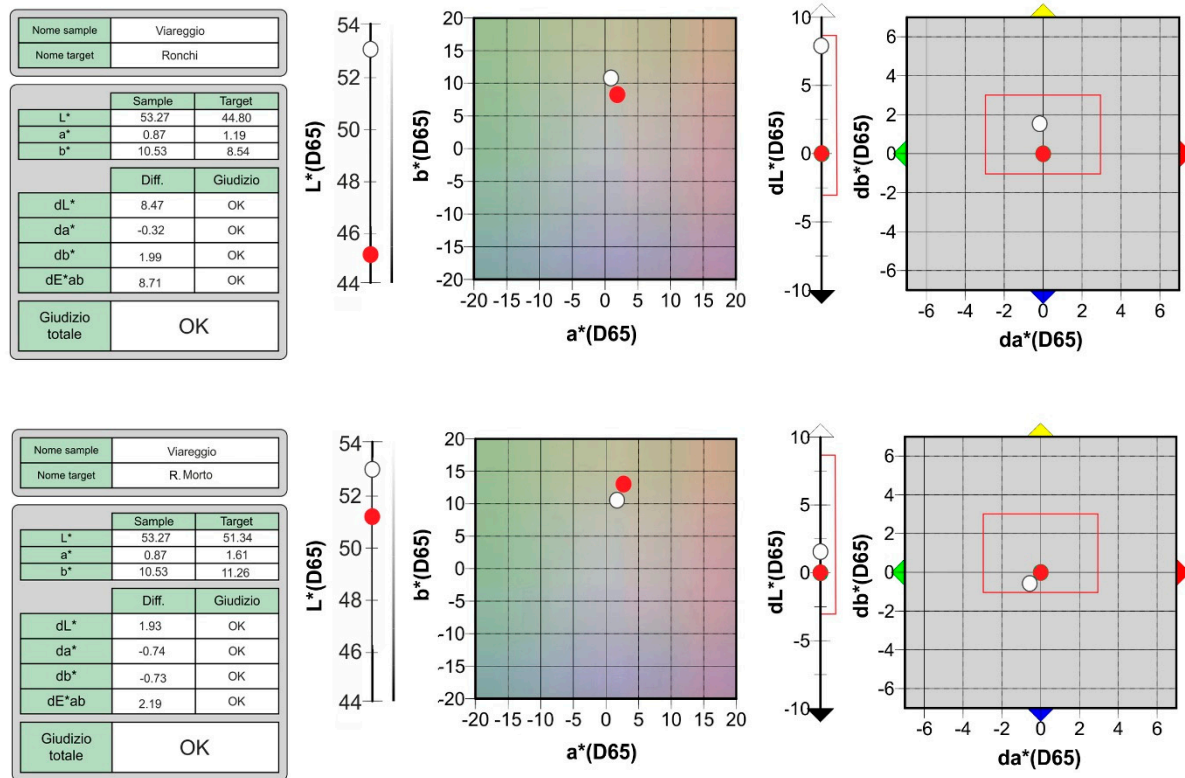 Nome sample Viareggio
Nome target Ronchi
Sample Target
L* 53.27 44.80
a* 0.87 1.19
b* 10.53 8.54
Diff. Giudizio
dL* 8.47 OK
da* -0.32 OK
db* 1.99 OK
dE*ab 8.71 OK
Giudizio totale OK
L*(D65)
54
52
50
48
46
44
b*(D65)
20
15
10
5
0
-5
-10
-15
-20
-20 -15 -10 -5 0 5 10 15 20
a*(D65)
dL*(D65)
10
5
0
-5
-10
db*(D65)
6
4
2
0
-2
-4
-6
-6 -4 -2 0 2 4 6
da*(D65)
Nome sample Viareggio
Nome target R. Morto
Sample Target
L* 53.27 51.34
a* 0.87 1.61
b* 10.53 11.26
Diff. Giudizio
dL* 1.93 OK
da* -0.74 OK
db* -0.73 OK
dE*ab 2.19 OK
Giudizio totale OK
L*(D65)
54
52
50
48
46
44
b*(D65)
20
15
10
5
0
-5
-10
-15
-20
-20 -15 -10 -5 0 5 10 15 20
a*(D65)
dL*(D65)
10
5
0
-5
-10
db*(D65)
6
4
2
0
-2
-4
-6
-6 -4 -2 0 2 4 6
da*(D65)